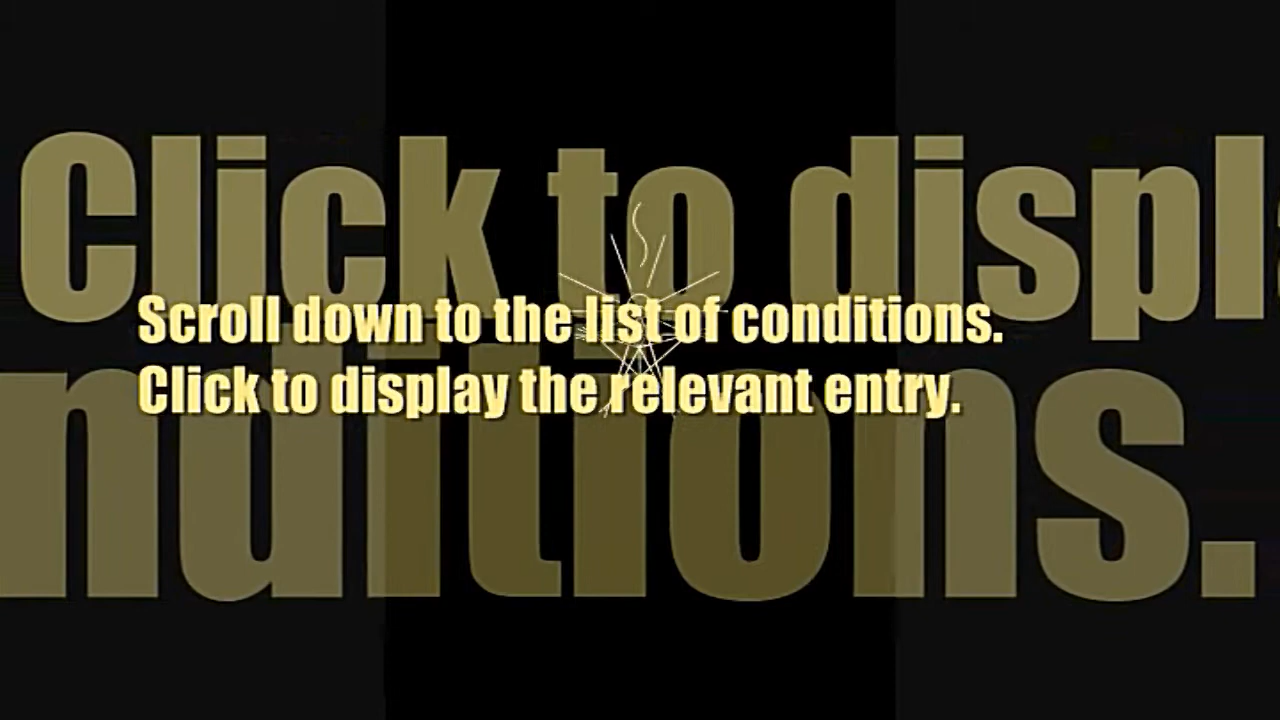 Click to displ
Scroll down to the list of conditions.
Click to display the relevant entry.
nditions.